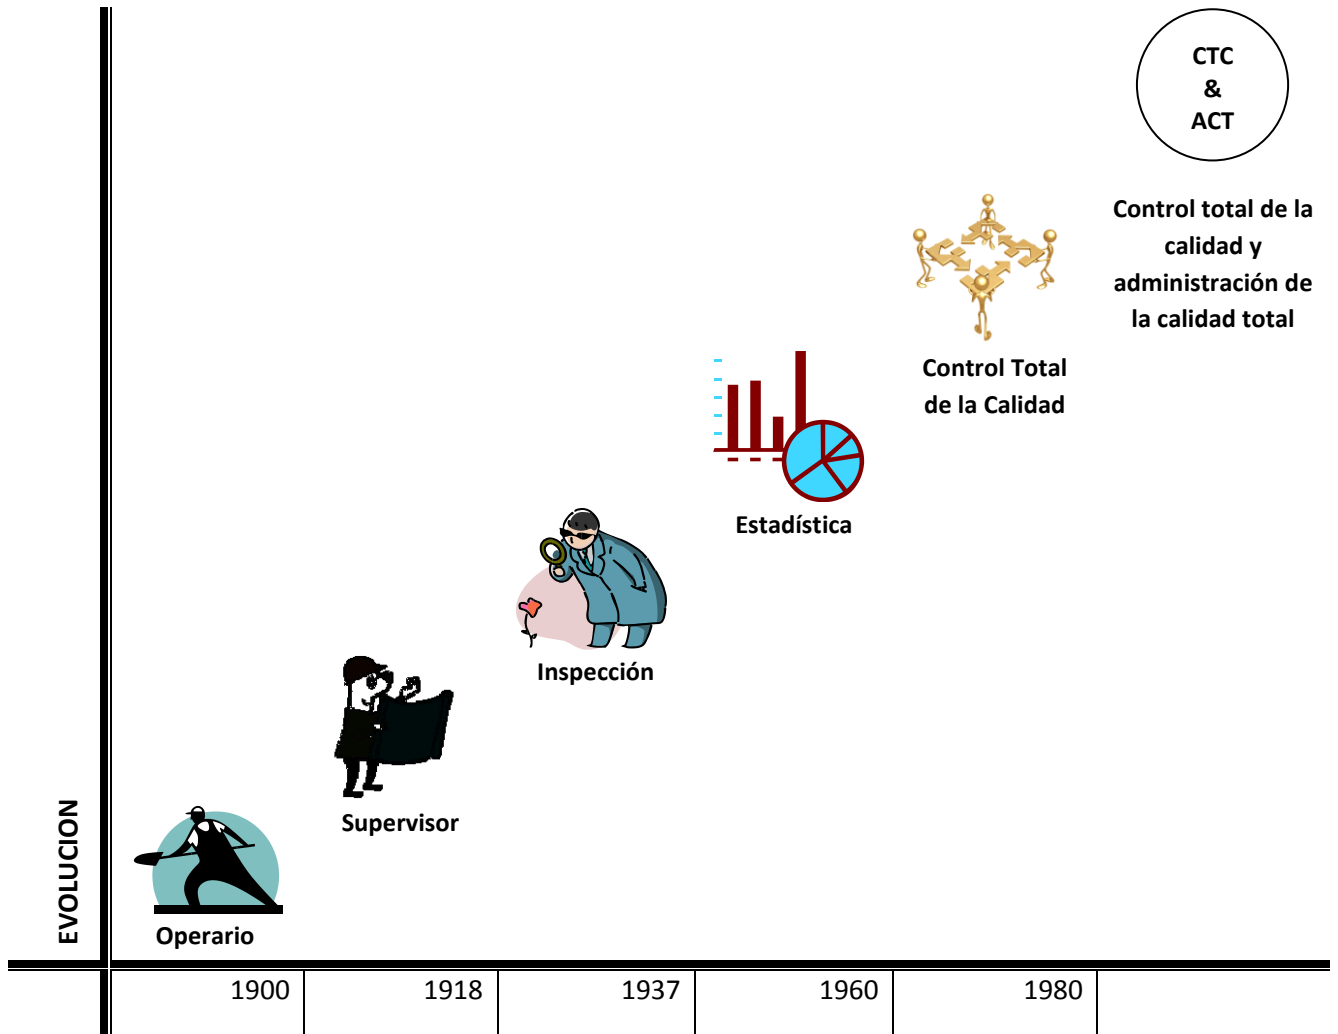 CTC
&
ACT
Control total de la
calidad y
administración de
la calidad total
Control Total
de la Calidad
Estadística
Inspección
Supervisor
Operario
EVOLUCION
1900
1918
1937
1960
1980